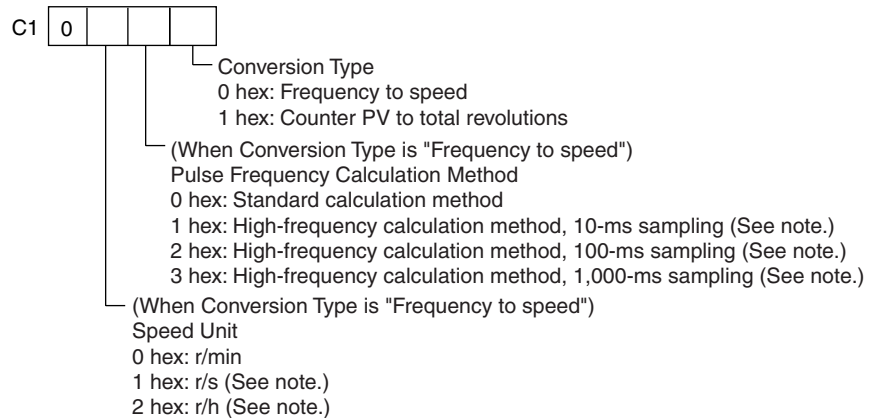 C1 0
Conversion Type
0 hex: Frequency to speed
1 hex: Counter PV to total revolutions
(When Conversion Type is "Frequency to speed")
Pulse Frequency Calculation Method
0 hex: Standard calculation method
1 hex: High-frequency calculation method, 10-ms sampling (See note.)
2 hex: High-frequency calculation method, 100-ms sampling (See note.)
3 hex: High-frequency calculation method, 1,000-ms sampling (See note.)
(When Conversion Type is "Frequency to speed")
Speed Unit
0 hex: r/min
1 hex: r/s (See note.)
2 hex: r/h (See note.)